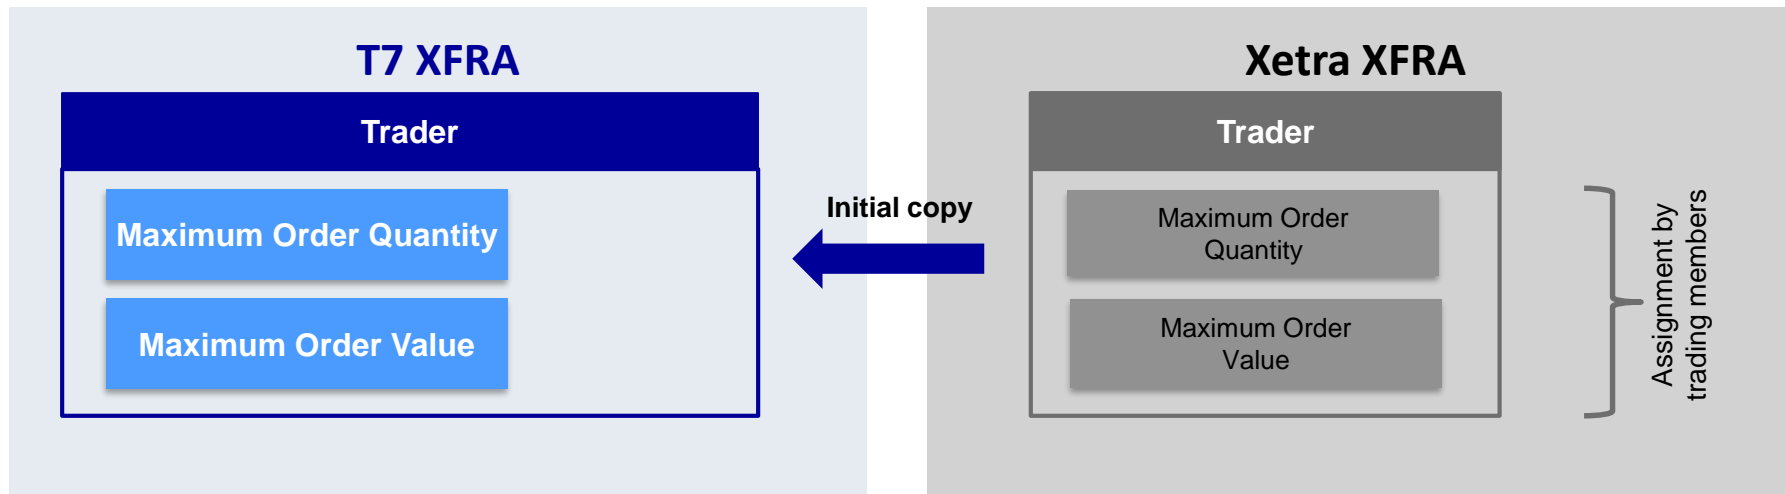 T7 XFRA
Trader
Maximum Order Quantity
Maximum Order Value
Initial copy
Xetra XFRA
Trader
Maximum Order
Quantity
Maximum Order
Value
Assignment by
trading members